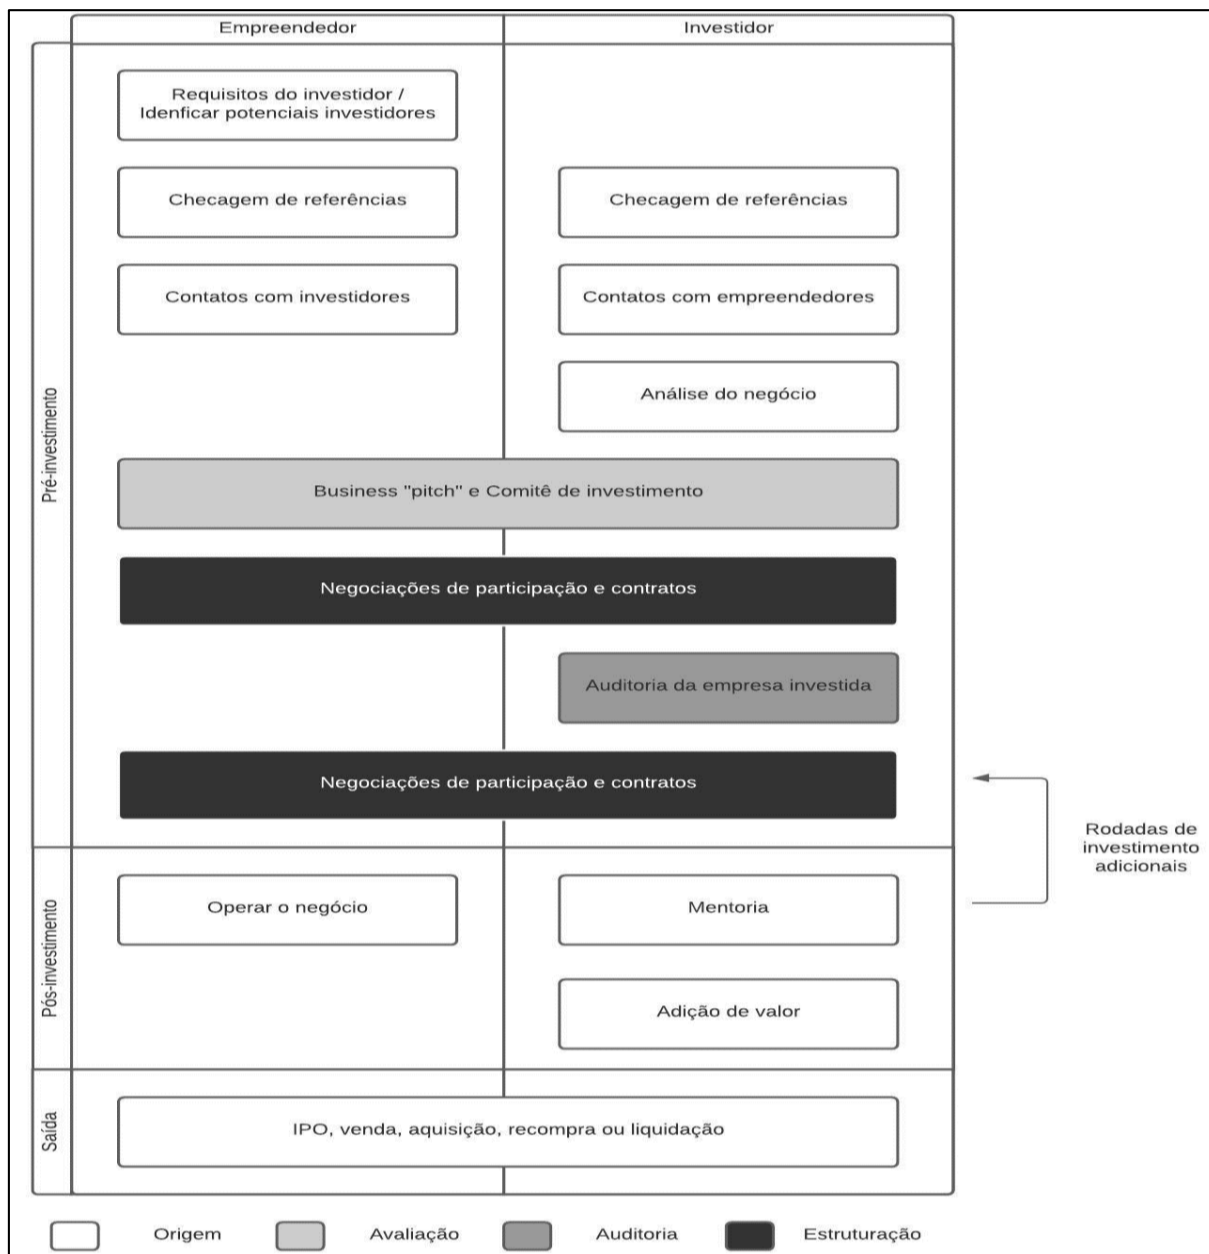 Empreendedor
Investidor
Pré-investimento
Requisitos do investidor /
Idenficar potenciais investidores
Checagem de referências
Checagem de referências
Contatos com investidores
Contatos com empreendedores
Análise do negócio
Business "pitch" e Comitê de investimento
Negociações de participação e contratos
Auditoria da empresa investida
Negociações de participação e contratos
Rodadas de
investimento
adicionais
Pós-investimento
Operar o negócio
Mentoria
Adição de valor
Saída
IPO, venda, aquisição, recompra ou liquidação
Origem
Avaliação
Auditoria
Estruturação